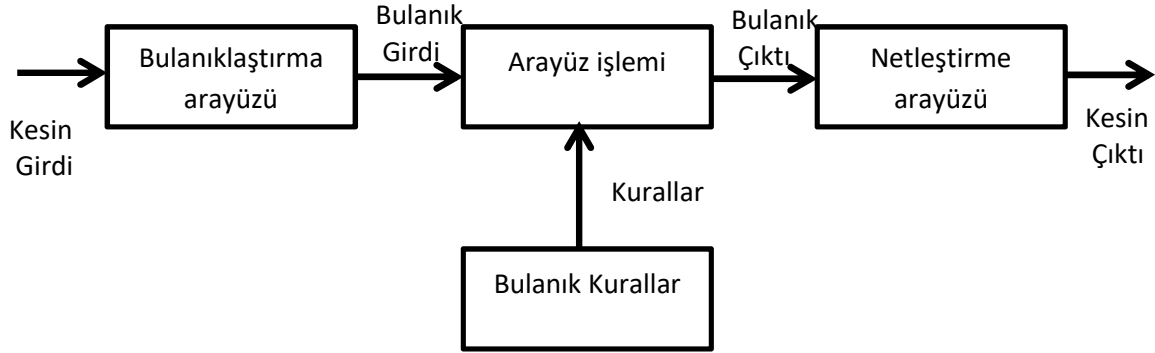 Kesin
Girdi
Bulanıklaştırma
arayüzü
Bulanık
Girdi
Arayüz işlemi
Bulanık
Çıktı
Netleştirme
arayüzü
Kesin
Çıktı
Kurallar
Bulanık Kurallar